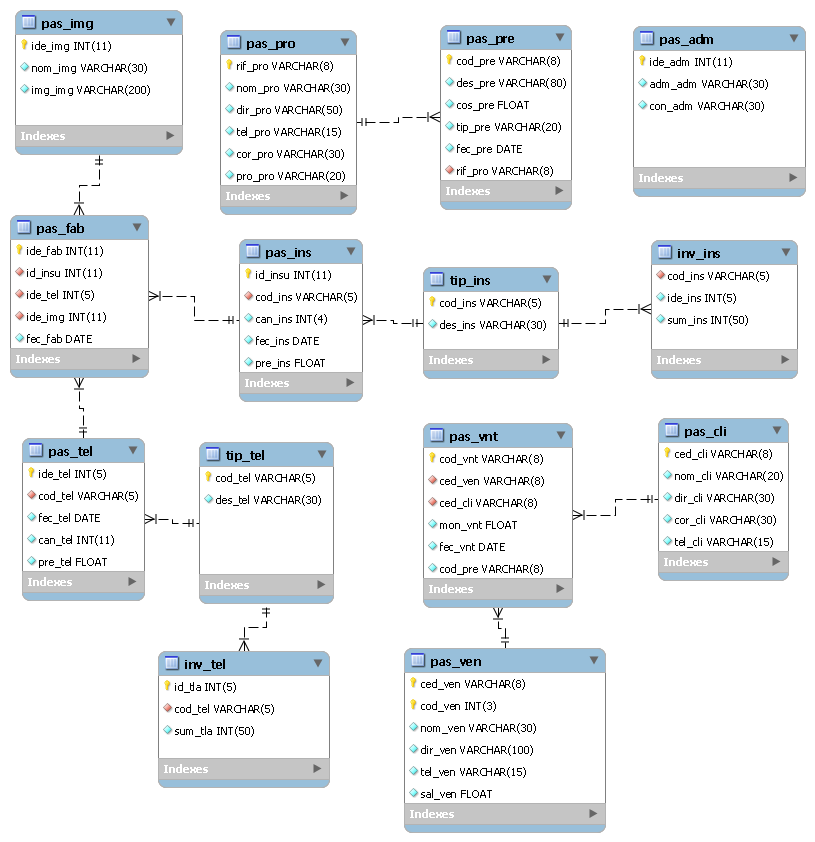 pas_img
ide_img INT(11)
nom_img VARCHAR(30)
img_img VARCHAR(200)
Indexes
pas_pro
rif_pro VARCHAR(8)
nom_pro VARCHAR(30)
dir_pro VARCHAR(50)
tel_pro VARCHAR(15)
cor_pro VARCHAR(30)
pro_pro VARCHAR(20)
Indexes
pas_pre
cod_pre VARCHAR(8)
des_pre VARCHAR(80)
cos_pre FLOAT
tip_pre VARCHAR(20)
fec_pre DATE
rif_pro VARCHAR(8)
Indexes
pas_adm
ide_adm INT(11)
adm_adm VARCHAR(30)
con_adm VARCHAR(30)
Indexes
pas_fab
ide_fab INT(11)
id_insu INT(11)
ide_tel INT(5)
ide_img INT(11)
fec_fab DATE
Indexes
pas_ins
id_insu INT(11)
cod_ins VARCHAR(5)
can_ins INT(4)
fec_ins DATE
pre_ins FLOAT
Indexes
tip_ins
cod_ins VARCHAR(5)
des_ins VARCHAR(30)
Indexes
inv_ins
cod_ins VARCHAR(5)
ide_ins INT(5)
sum_ins INT(50)
Indexes
pas_tel
ide_tel INT(5)
cod_tel VARCHAR(5)
fec_tel DATE
can_tel INT(11)
pre_tel FLOAT
Indexes
tip_tel
cod_tel VARCHAR(5)
des_tel VARCHAR(30)
Indexes
pas_vnt
cod_vnt VARCHAR(8)
ced_ven VARCHAR(8)
ced_cli VARCHAR(8)
mon_vnt FLOAT
fec_vnt DATE
cod_pre VARCHAR(8)
Indexes
pas_cli
ced_cli VARCHAR(8)
nom_cli VARCHAR(20)
dir_cli VARCHAR(30)
cor_cli VARCHAR(30)
tel_cli VARCHAR(15)
Indexes
inv_tel
id_tla INT(5)
cod_tel VARCHAR(5)
sum_tla INT(50)
Indexes
pas_ven
ced_ven VARCHAR(8)
cod_ven INT(3)
nom_ven VARCHAR(30)
dir_ven VARCHAR(100)
tel_ven VARCHAR(15)
sal_ven FLOAT
Indexes